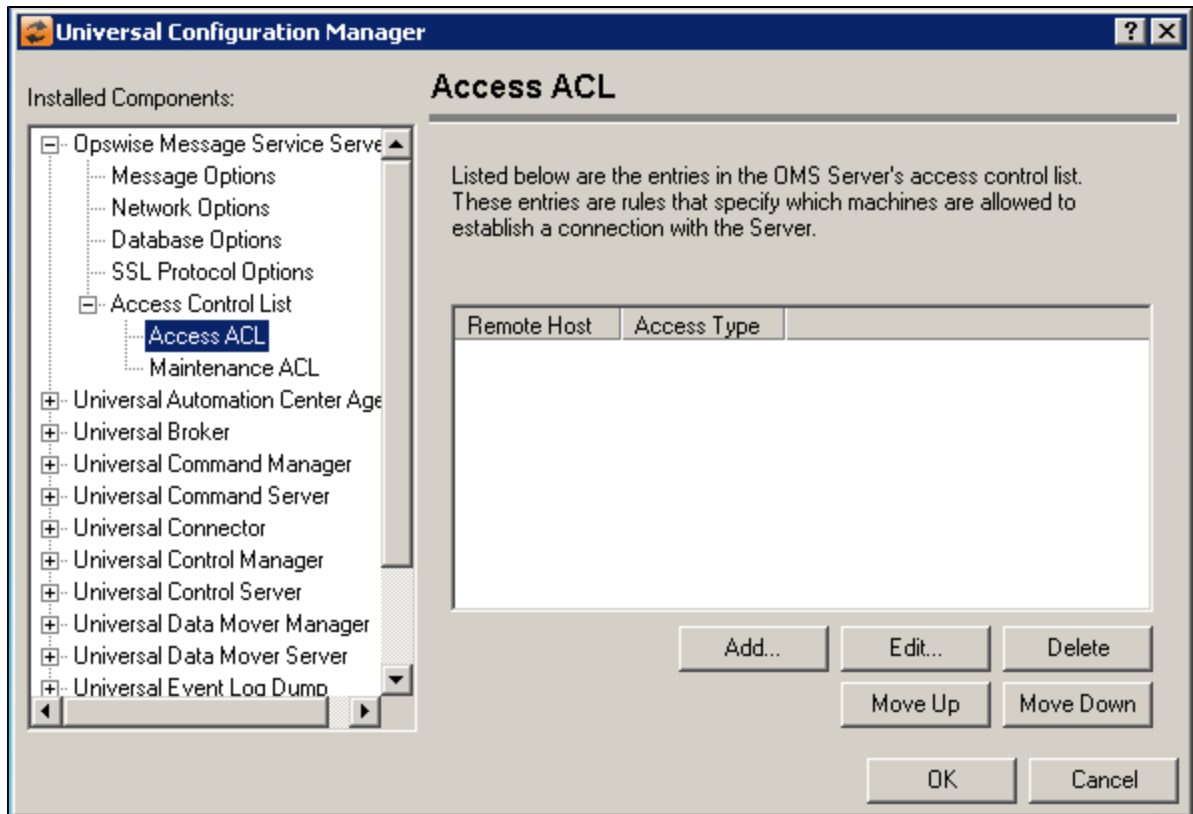 Universal Configuration Manager
Installed Components:
Opswise Message Service Serve
Message Options
Network Options
Database Options
SSL Protocol Options
Access Control List
Access ACL
Maintenance ACL
Universal Automation Center Age
Universal Broker
Universal Command Manager
Universal Command Server
Universal Connector
Universal Control Manager
Universal Control Server
Universal Data Mover Manager
Universal Data Mover Server
Universal Event Log Dump
Access ACL
Listed below are the entries in the OMS Server's access control list.
These entries are rules that specify which machines are allowed to
establish a connection with the Server.
Remote Host Access Type
Add... Edit... Delete
Move Up Move Down
OK Cancel